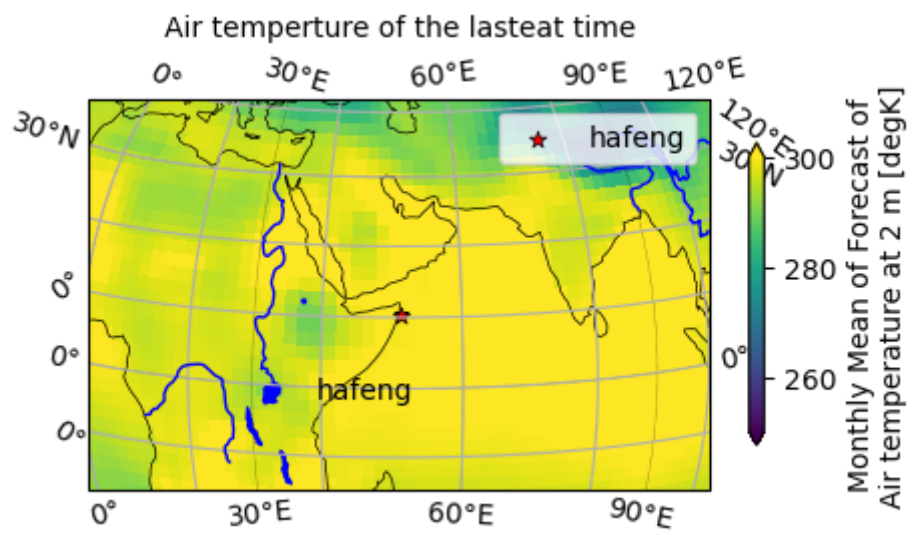 Air temperture of the lasteat time
0° 30°E 60°E 90°E 120°E
120°E
30°N
30°N
hafeng
300
280
260
0°
0°
0°
0°
hafeng
0° 30°E 60°E 90°E
Monthly Mean of Forecast of
Air temperature at 2 m [degK]